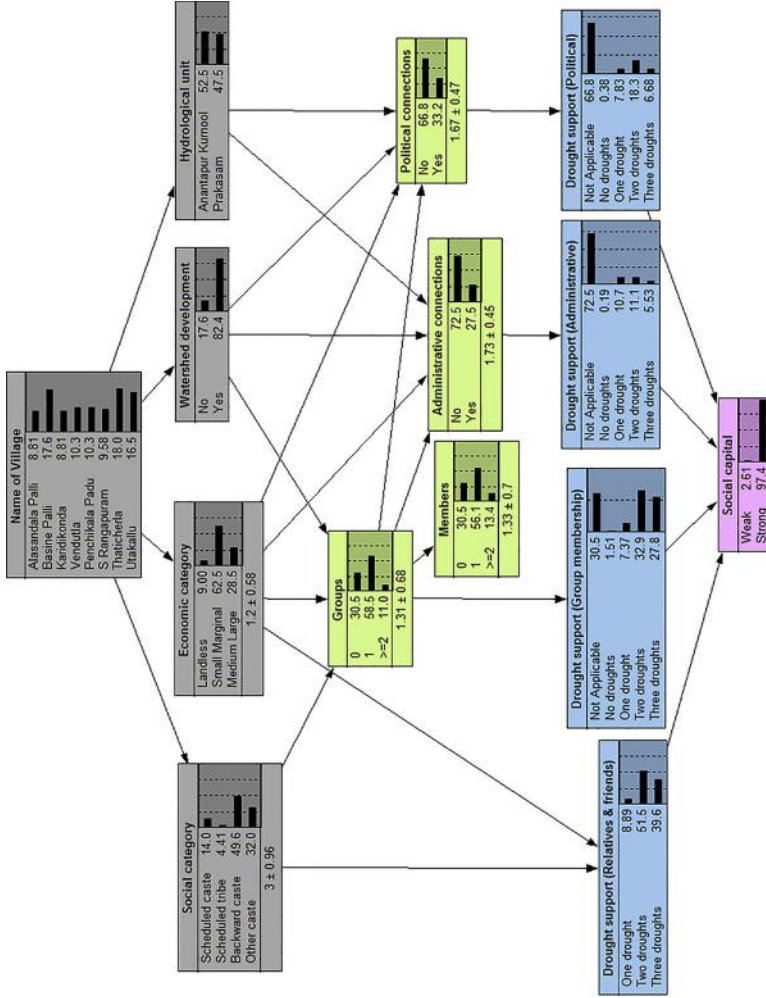 Name of Village
Alasandala Palli 8.81
Basine Palli 17.6
Karidikonda 8.81
Vendutla 10.3
Penchikala Padu 10.3
S Rangapuram 9.58
Thaticherla 18.0
Utakallu 16.5
Social category
Scheduled caste 14.0
Scheduled tribe 4.41
Backward caste 49.6
Other caste 32.0
3 ± 0.96
Economic category
Landless 9.00
Small Marginal 62.5
Medium Large 28.5
1.2 ± 0.58
Watershed development
No 17.6
Yes 82.4
Hydrological unit
Anantapur Kurnool 52.5
Prakasam 47.5
Groups
0 30.5
1 58.5
>=2 11.0
1.31 ± 0.68
Members
0 30.5
1 56.1
>=2 13.4
1.33 ± 0.7
Administrative connections
No 72.5
Yes 27.5
1.73 ± 0.45
Political connections
No 66.8
Yes 33.2
1.67 ± 0.47
Drought support (Relatives & friends)
One drought 8.89
Two droughts 51.5
Three droughts 39.6
Drought support (Group membership)
Not Applicable 30.5
No droughts 1.51
One drought 7.37
Two droughts 32.9
Three droughts 27.8
Drought support (Administrative)
Not Applicable 72.5
No droughts 0.19
One drought 10.7
Two droughts 11.1
Three droughts 5.53
Drought support (Political)
Not Applicable 66.8
No droughts 0.38
One drought 7.83
Two droughts 18.3
Three droughts 6.68
Social capital
Weak 2.61
Strong 97.4